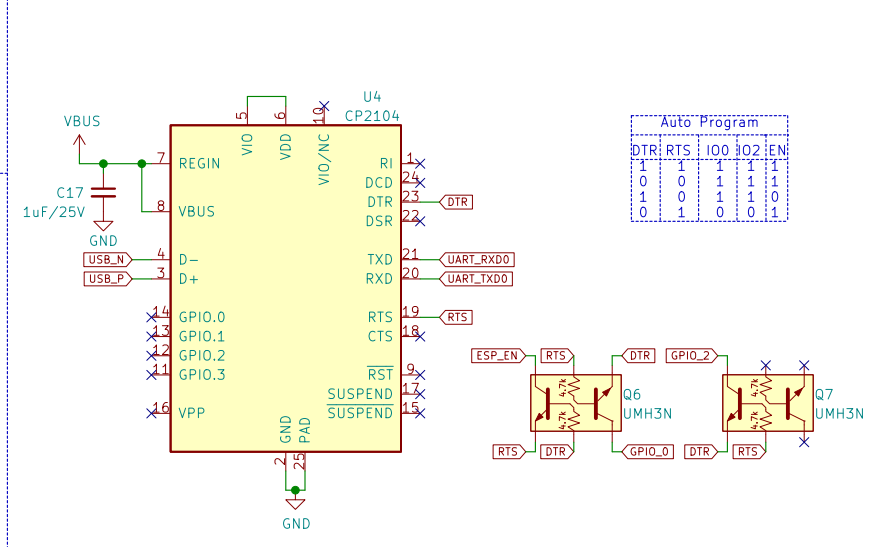 U4
CP2104
VBUS
C17
1uF/25V
GND
5
6
10
VIO
VDD
VIO/NC
7 REGIN
8 VBUS
USB_N 4 D-
USB_P 3 D+
14 GPIO.0
13 GPIO.1
12 GPIO.2
11 GPIO.3
16 VPP
RI 1
DCD 24
DTR 23 DTR
DSR 22
TXD 21 UART_RXD0
RXD 20 UART_TXD0
RTS 19 RTS
CTS 18
RST 9
SUSPEND 17
SUSPEND 15
GND
PAD
2
25
GND
Auto Program
DTR RTS IO0 IO2 EN
1 1 1 1 1
0 0 1 1 1
1 0 1 1 0
0 1 0 0 1
ESP_EN RTS DTR
4.7k
4.7k
Q6
UMH3N
RTS DTR GPIO_0
GPIO_2
4.7k
4.7k
Q7
UMH3N
DTR RTS